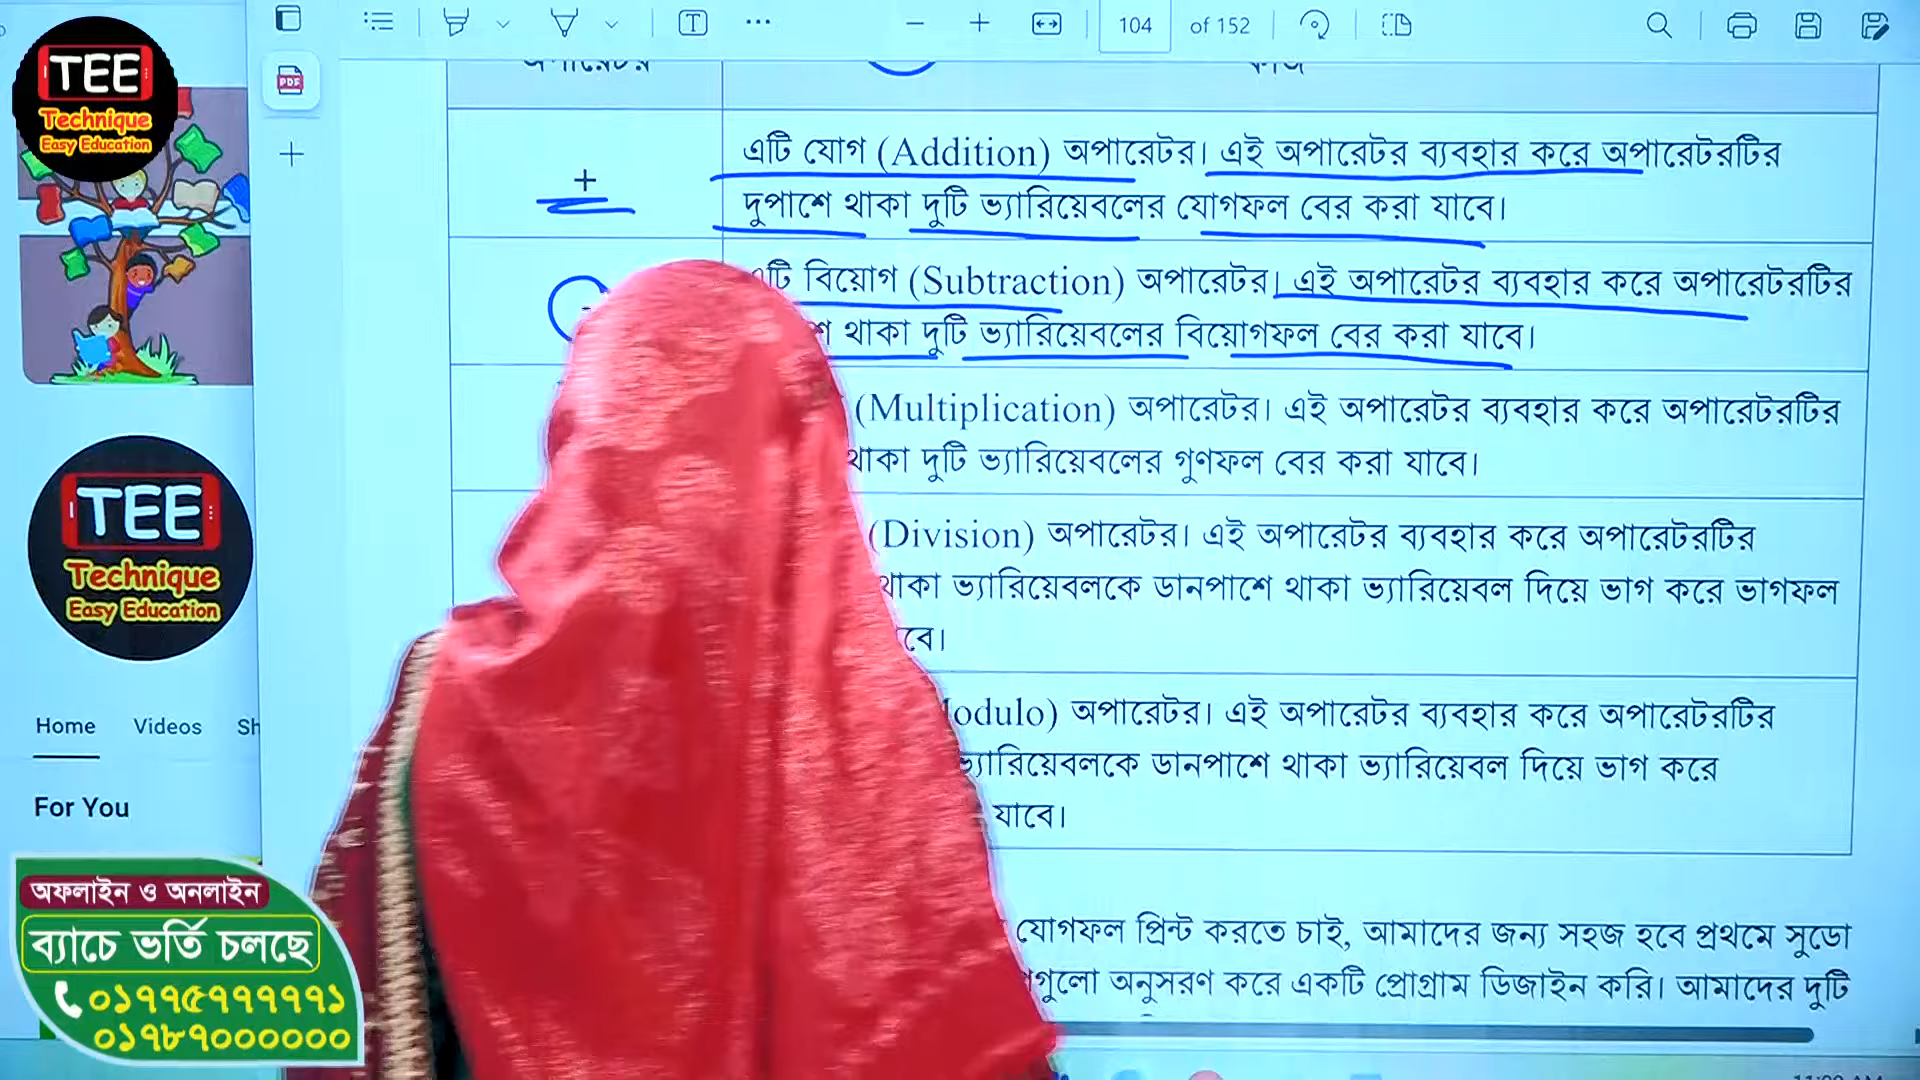 TEE
Technique
Easy Education
104 of 152
T
PDF
এটি যোগ (Addition) অপারেটর। এই অপারেটর ব্যবহার করে অপারেটরটির
+
দুপাশে থাকা দুটি ভ্যারিয়েবলের যোগফল বের করা যাবে।
বিয়োগ (Subtraction) অপারেটর। এই অপারেটর ব্যবহার করে অপারেটরটির
থাকা দুটি ভ্যারিয়েবলের বিয়োগফল বের করা যাবে।
(Multiplication) অপারেটর। এই অপারেটর ব্যবহার করে অপারেটরটির
থাকা দুটি ভ্যারিয়েবলের গুণফল বের করা যাবে।
(Division) অপারেটর। এই অপারেটর ব্যবহার করে অপারেটরটির
থাকা ভ্যারিয়েবলকে ডানপাশে থাকা ভ্যারিয়েবল দিয়ে ভাগ করে ভাগফল
অপারেটর। এই অপারেটর ব্যবহার করে অপারেটরটির
ভ্যারিয়েবলকে ডানপাশে থাকা ভ্যারিয়েবল দিয়ে ভাগ করে
যাবে।
যোগফল প্রিন্ট করতে চাই, আমাদের জন্য সহজ হবে প্রথমে সুডো
অনুসরণ করে একটি প্রোগ্রাম ডিজাইন করি। আমাদের দুটি
TEE
Technique
Easy Education
Home Videos
For You
অফলাইন ও অনলাইন
ব্যাচে ভর্তি চলছে
০১৭৭৫৭৭৭৭৭১
০১৭৮৭০০০০০০